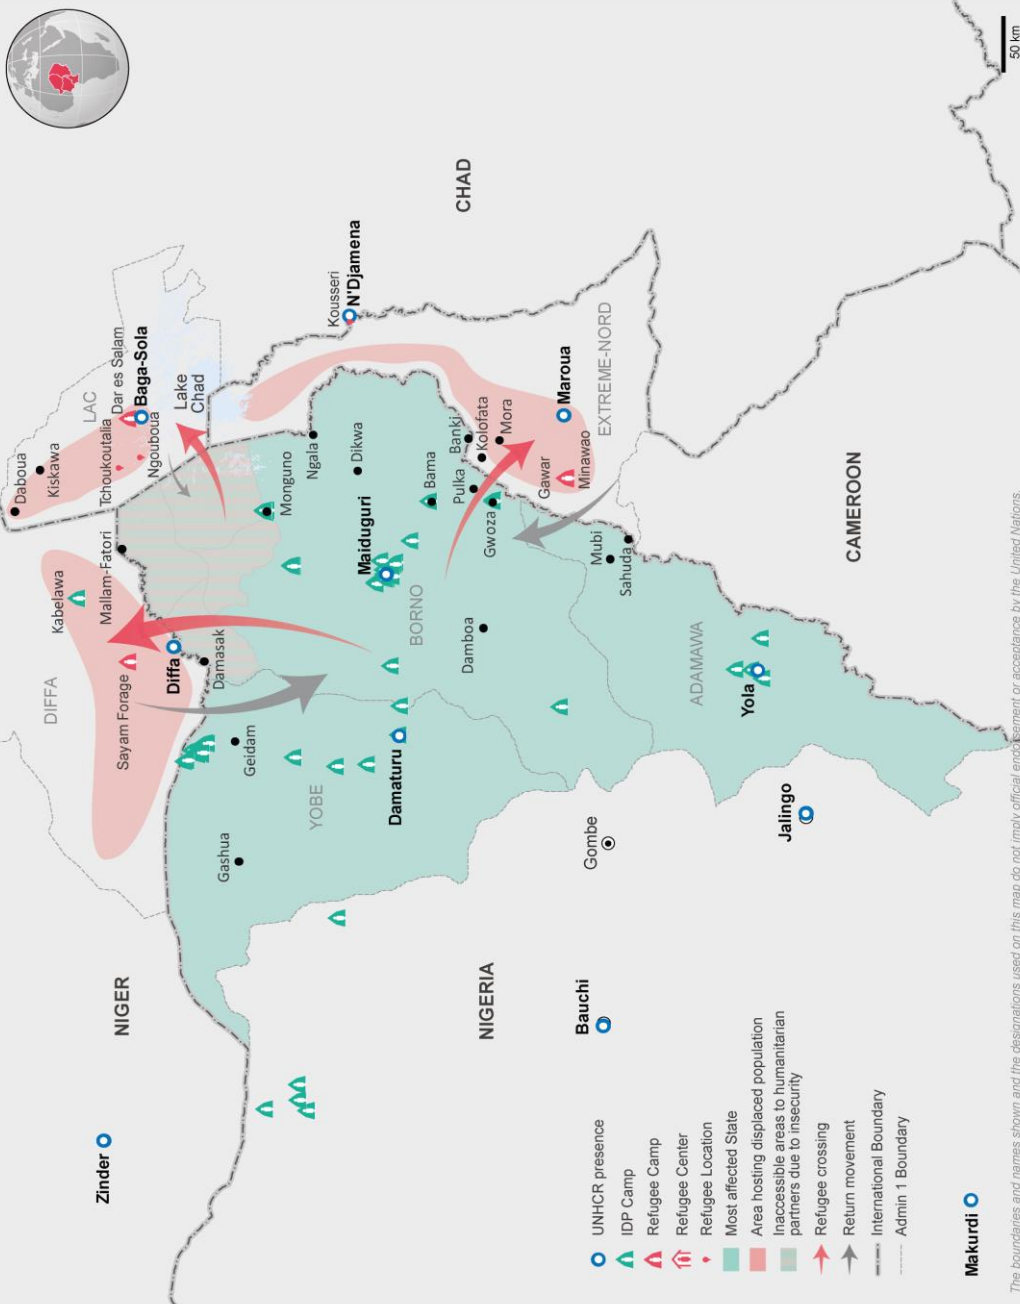 NIGER
NIGERIA
CHAD
CAMEROON
DIFFA
LAC
YOBE
BORNO
ADAMAWA
EXTREME-NORD
Zinder
Diffa
Sayam Forage
Kabelawa
Mallam-Fatori
Damasak
Daboua
Kiskawa
Tchoukoutalia
Dar es Salam
Ngouboua
Baga-Sola
Lake
Chad
Kousseri
N'Djamena
Gashua
Geidam
Damaturu
Monguno
Ngala
Dikwa
Maiduguri
Bama
Banki
Pulka
Kolofata
Mora
Gwoza
Damboa
Maroua
Gawar
Minawao
Mubi
Sahuda
Yola
Gombe
Jalingo
Bauchi
Makurdi
UNHCR presence
IDP Camp
Refugee Camp
Refugee Center
Refugee Location
Most affected State
Area hosting displaced population
Inaccessible areas to humanitarian
partners due to insecurity
Refugee crossing
Return movement
International Boundary
Admin 1 Boundary
50 km
The boundaries and names shown and the designations used on this map do not imply official endorsement or acceptance by the United Nations.